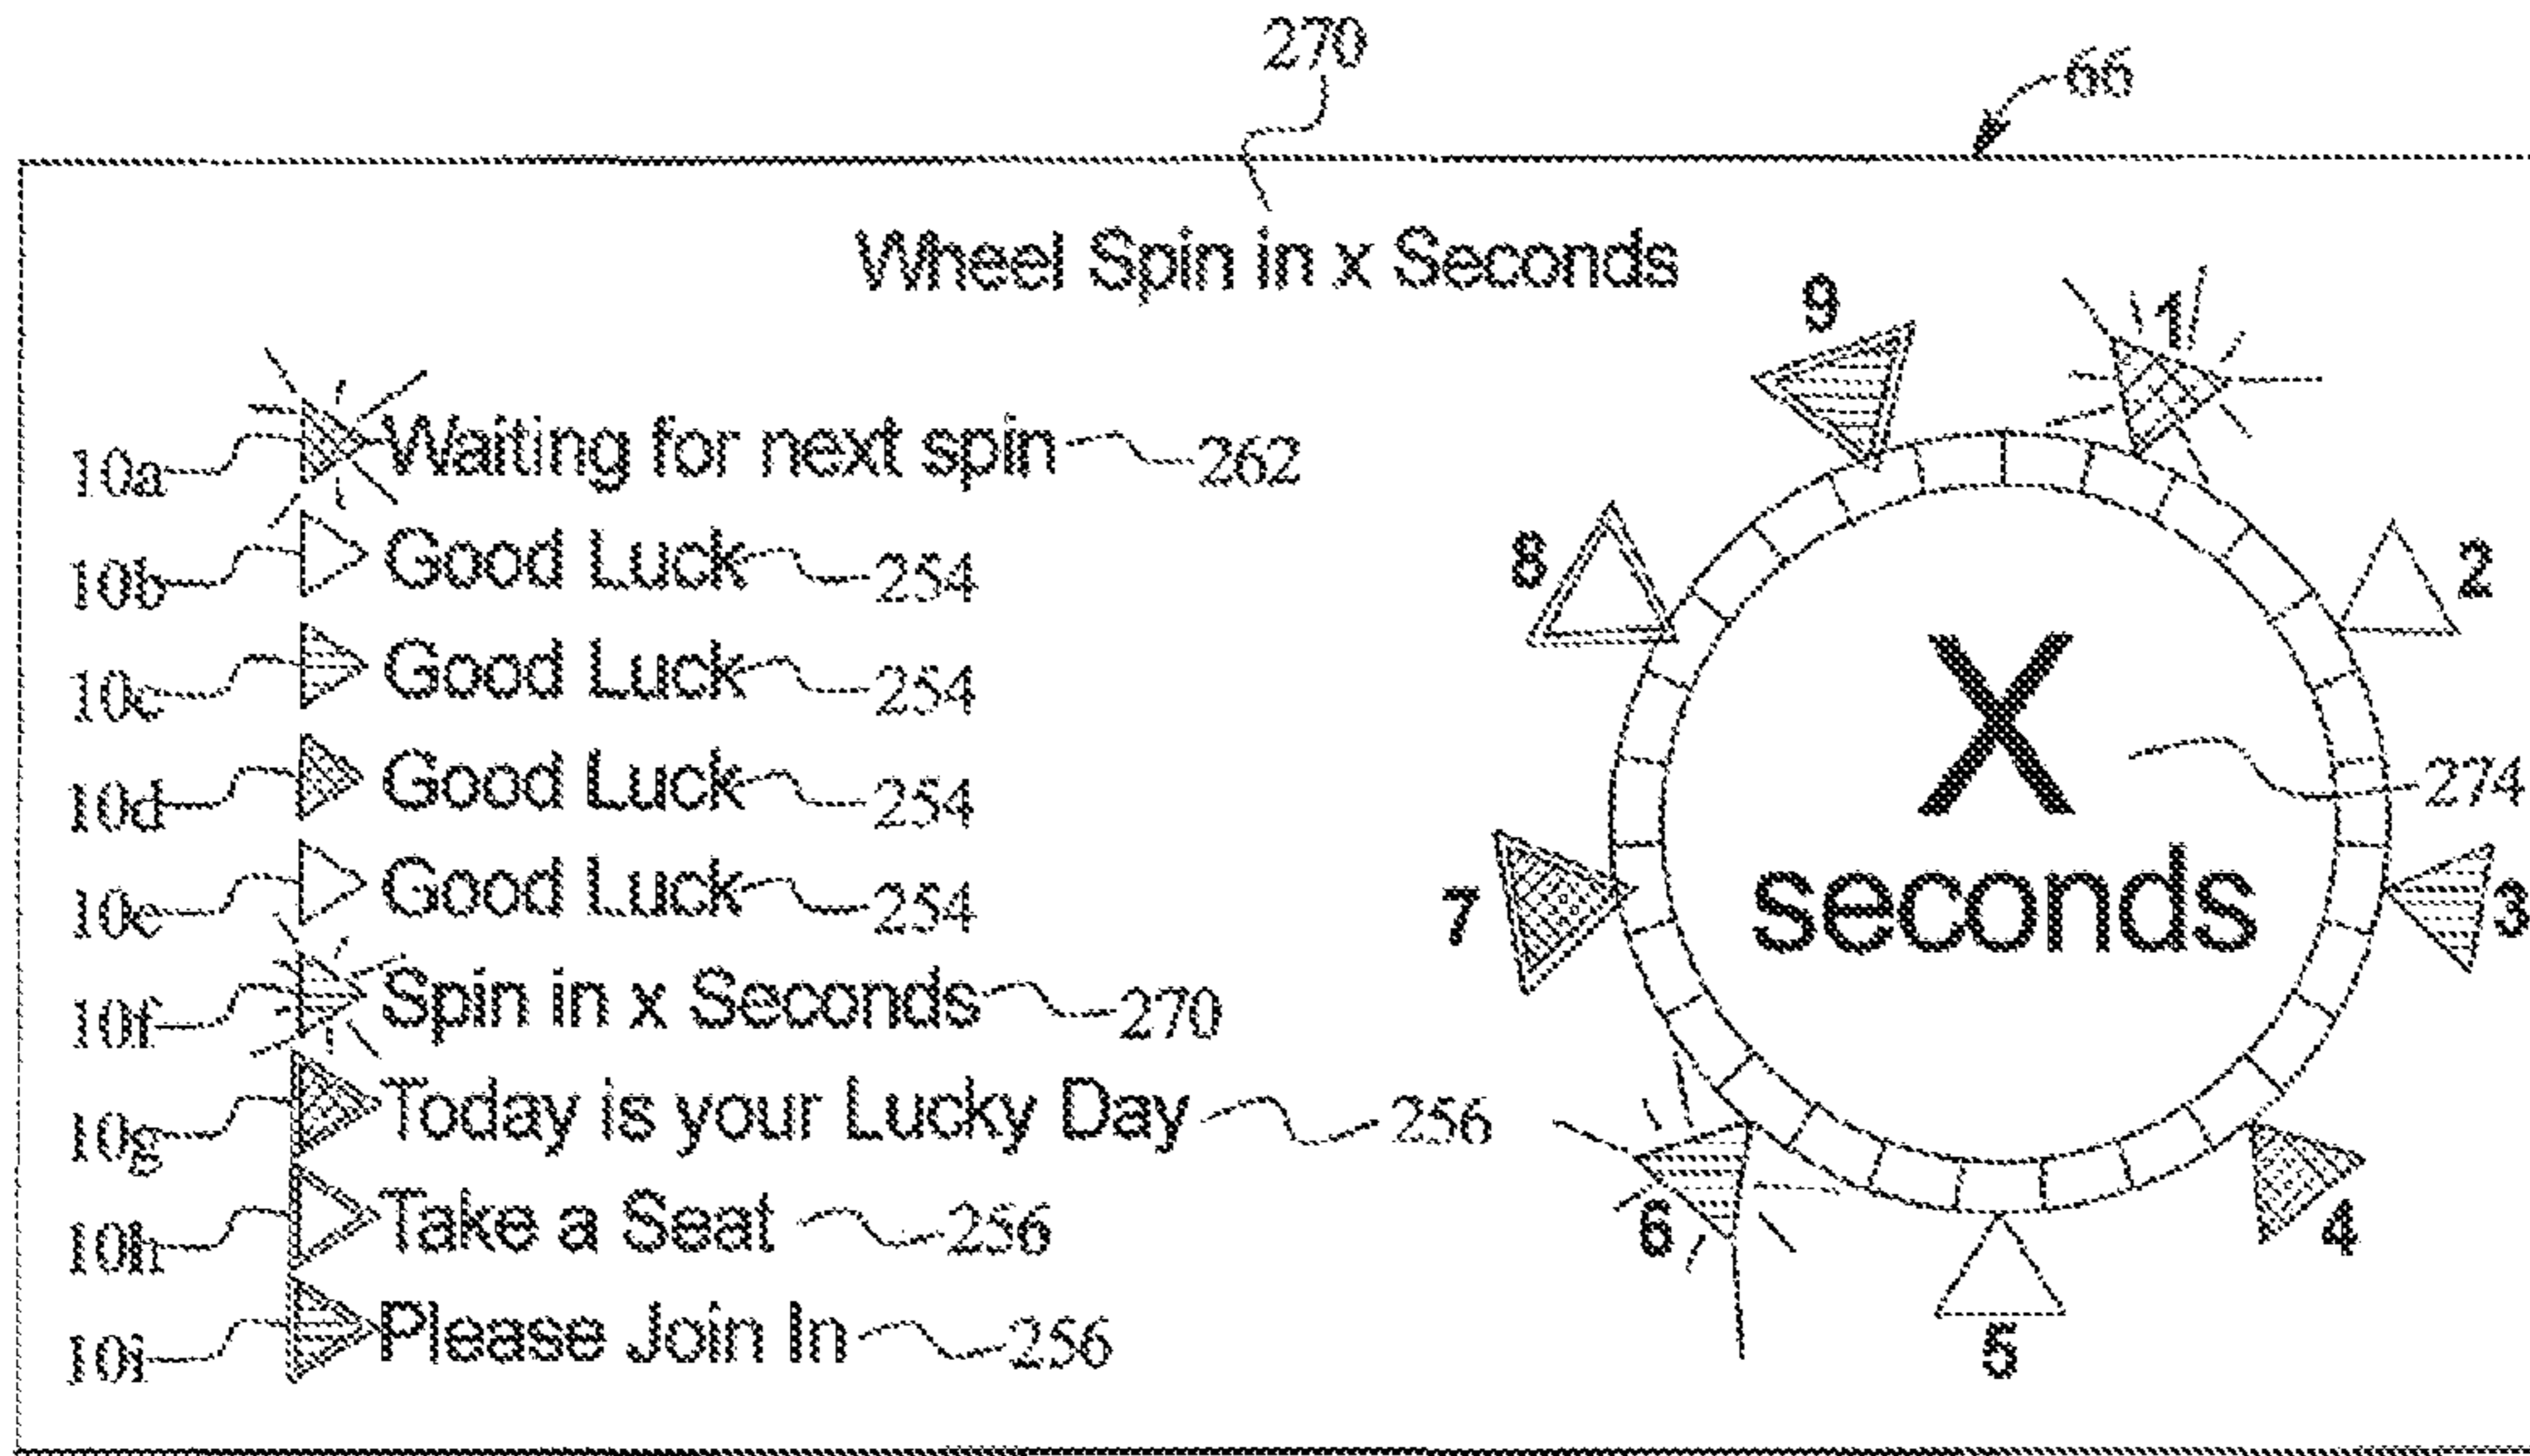 270
66
Wheel Spin in x Seconds
10a Waiting for next spin 262
10b Good Luck 254
10c Good Luck 254
10d Good Luck 254
10e Good Luck 254
10f Spin in x Seconds 270
10g Today is your Lucky Day 256
10h Take a Seat 256
10i Please Join In 256
9 1
8 2
X
274
seconds
7 3
6 4
5